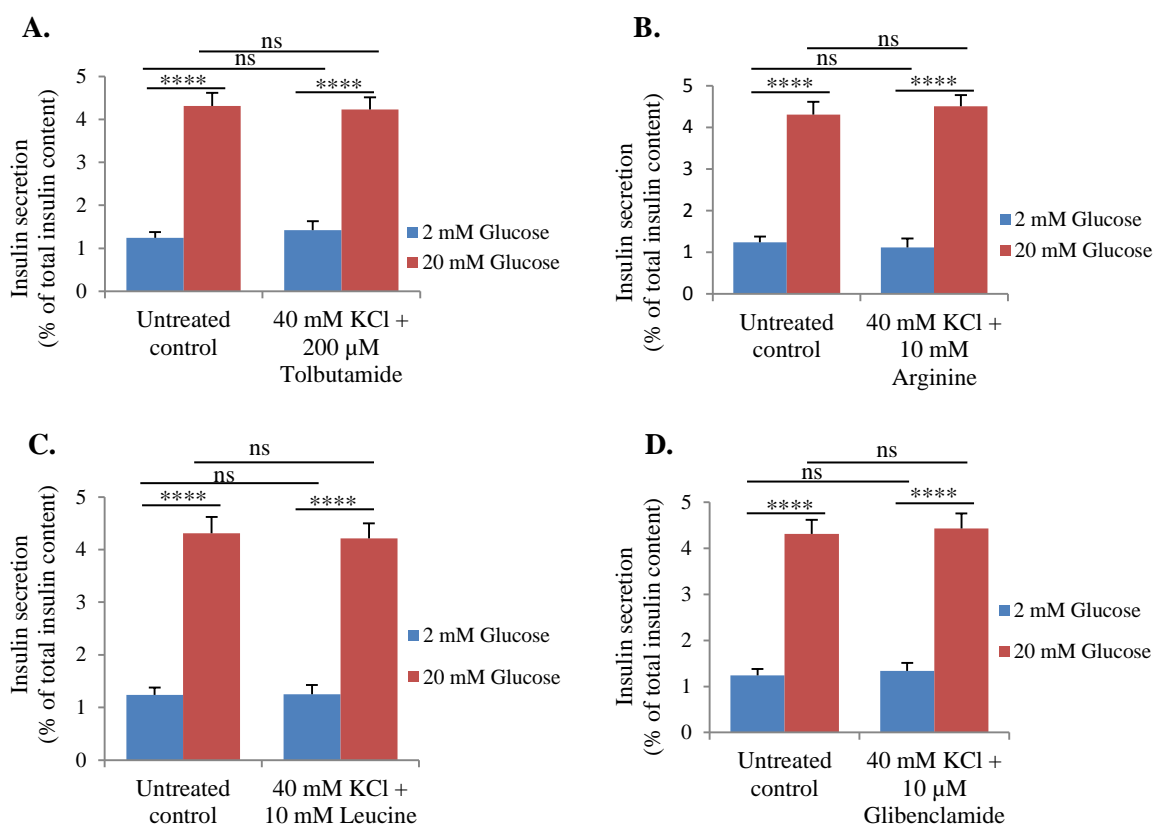 A.
ns
ns
****
****
Insulin secretion
(% of total insulin content)
5
4
3
2
1
0
Untreated
control
40 mM KCl +
200 µM
Tolbutamide
2 mM Glucose
20 mM Glucose
B.
ns
ns
****
****
Insulin secretion
(% of total insulin content)
5
4
3
2
1
0
Untreated
control
40 mM KCl +
10 mM
Arginine
2 mM Glucose
20 mM Glucose
C.
ns
ns
****
****
Insulin secretion
(% of total insulin content)
5
4
3
2
1
0
Untreated
control
40 mM KCl +
10 mM Leucine
2 mM Glucose
20 mM Glucose
D.
ns
ns
****
****
Insulin secretion
(% of total insulin content)
5
4
3
2
1
0
Untreated
control
40 mM KCl +
10 µM
Glibenclamide
2 mM Glucose
20 mM Glucose